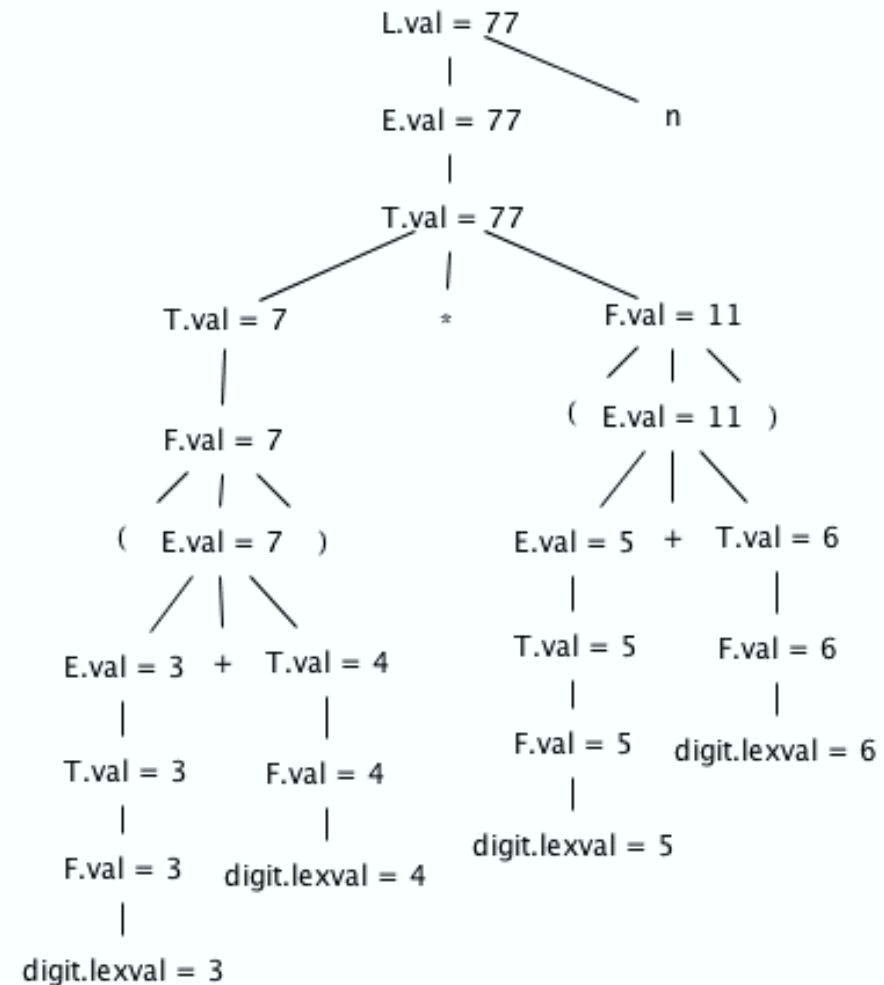 L.val = 77
E.val = 77 n
T.val = 77
T.val = 7 * F.val = 11
( E.val = 11 )
F.val = 7
( E.val = 7 ) E.val = 5 + T.val = 6
E.val = 3 + T.val = 4 T.val = 5 F.val = 6
T.val = 3 F.val = 4 F.val = 5 digit.lexval = 6
F.val = 3 digit.lexval = 4 digit.lexval = 5
digit.lexval = 3